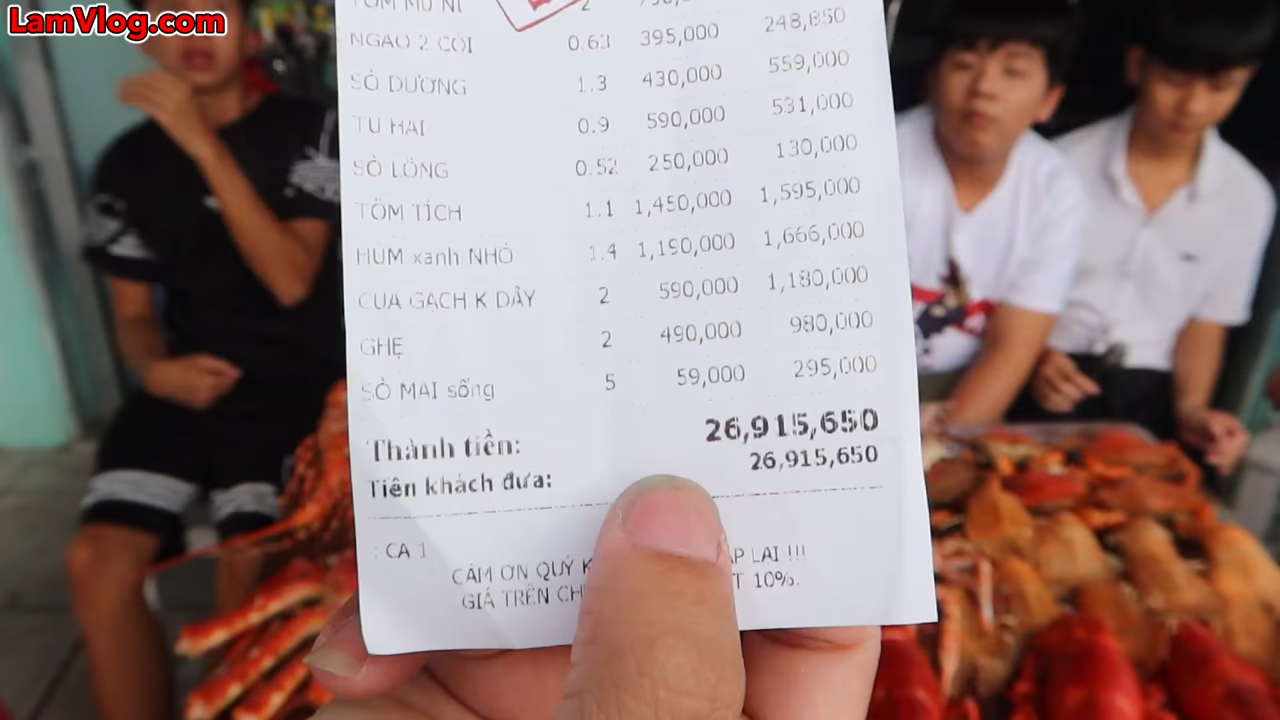 LamVlog.com
TÔM MŨ NI 2
NGAO 2 CỒI 0.63 395,000 248,850
SÒ DƯƠNG 1.3 430,000 559,000
TU HAI 0.9 590,000 531,000
SÒ LÔNG 0.52 250,000 130,000
TÔM TÍCH 1.1 1,450,000 1,595,000
HÙM xanh NHỎ 1.4 1,190,000 1,666,000
CUA GẠCH K DÂY 2 590,000 1,180,000
GHẸ 2 490,000 980,000
SÒ MAI sống 5 59,000 295,000
Thành tiền: 26,915,650
Tiền khách đưa: 26,915,650
: CA 1
CẢM ƠN QUÝ LẠI !!!
GIÁ TRÊN 10%.